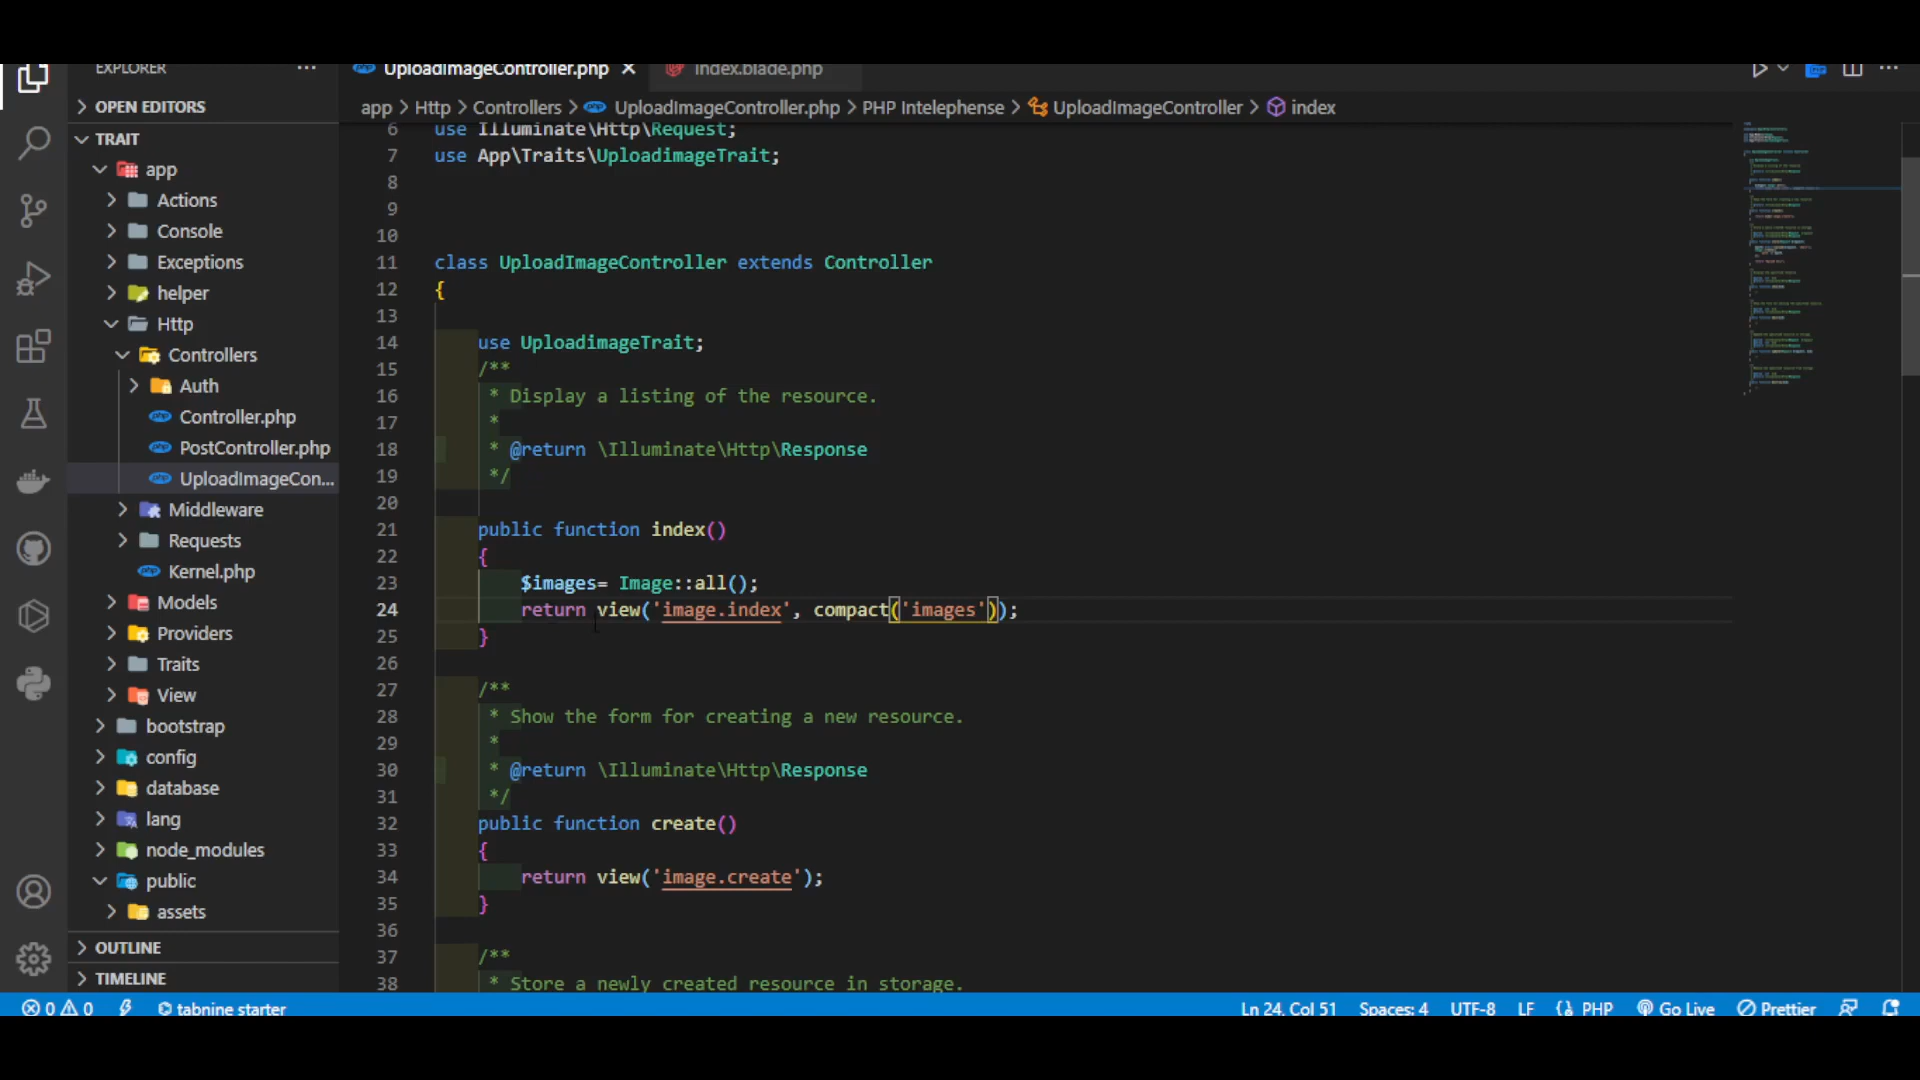 EXPLORER
UploadImageController.php
index.blade.php
OPEN EDITORS
app > Http > Controllers > UploadImageController.php > PHP Intelephense > UploadImageController > index
TRAIT
app
Actions
Console
Exceptions
helper
Http
Controllers
Auth
Controller.php
PostController.php
UploadImageCon...
Middleware
Requests
Kernel.php
Models
Providers
Traits
View
bootstrap
config
database
lang
node_modules
public
assets
OUTLINE
TIMELINE
6 use Illuminate\Http\Request;
7 use App\Traits\UploadimageTrait;
8
9
10
11 class UploadImageController extends Controller
12 {
13
14 use UploadimageTrait;
15 /**
16 * Display a listing of the resource.
17 *
18 * @return \Illuminate\Http\Response
19 */
20
21 public function index()
22 {
23 $images= Image::all();
24 return view('image.index', compact('images'));
25 }
26
27 /**
28 * Show the form for creating a new resource.
29 *
30 * @return \Illuminate\Http\Response
31 */
32 public function create()
33 {
34 return view('image.create');
35 }
36
37 /**
38 * Store a newly created resource in storage.
0 0 tabnine starter Ln 24, Col 51 Spaces: 4 UTF-8 LF {} PHP Go Live Prettier